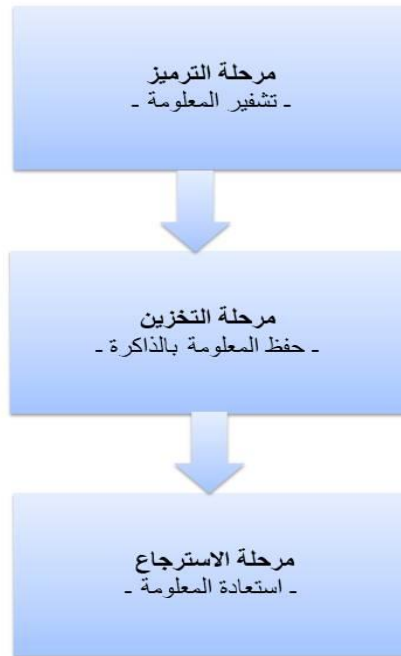 مرحلة الترميز
- تشفير المعلومة -
مرحلة التخزين
- حفظ المعلومة بالذاكرة -
مرحلة الاسترجاع
- استعادة المعلومة -